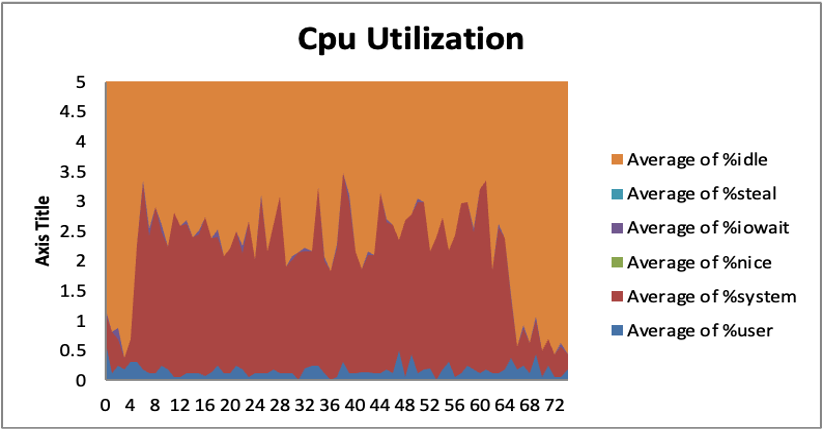 Cpu Utilization
Axis Title
5
4.5
4
3.5
3
2.5
2
1.5
1
0.5
0
0 4 8 12 16 20 24 28 32 36 40 44 48 52 56 60 64 68 72
Average of %idle
Average of %steal
Average of %iowait
Average of %nice
Average of %system
Average of %user